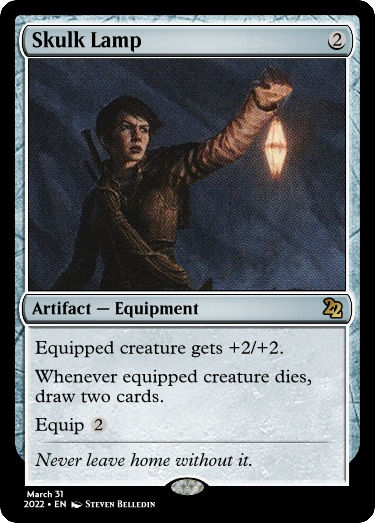 Skulk Lamp 2
Artifact — Equipment 22
Equipped creature gets +2/+2.
Whenever equipped creature dies,
draw two cards.
Equip 2
Never leave home without it.
March 31
2022 • EN Steven Belledin